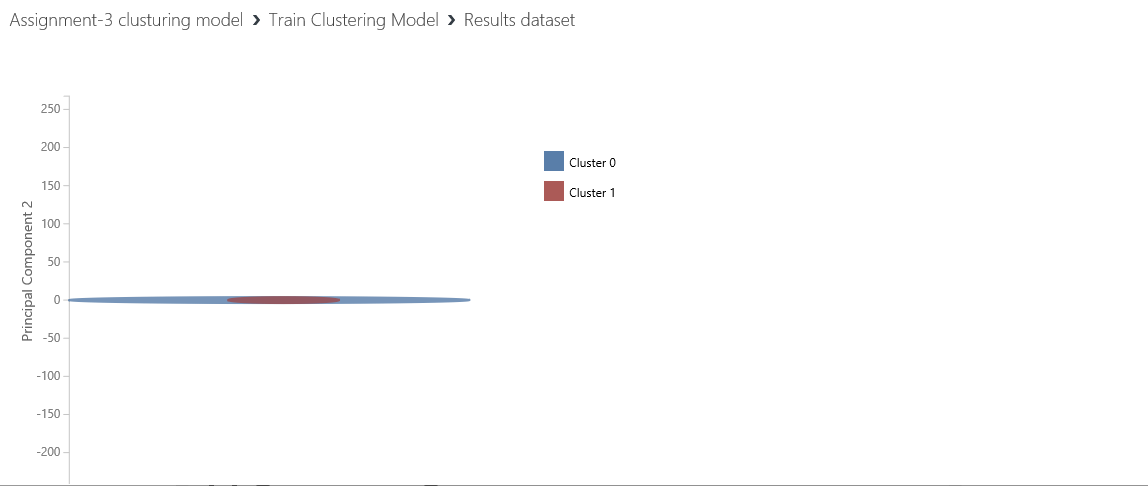 Assignment-3 clusturing model › Train Clustering Model › Results dataset
250
200
150
100
50
0
-50
-100
-150
-200
Principal Component 2
Cluster 0
Cluster 1